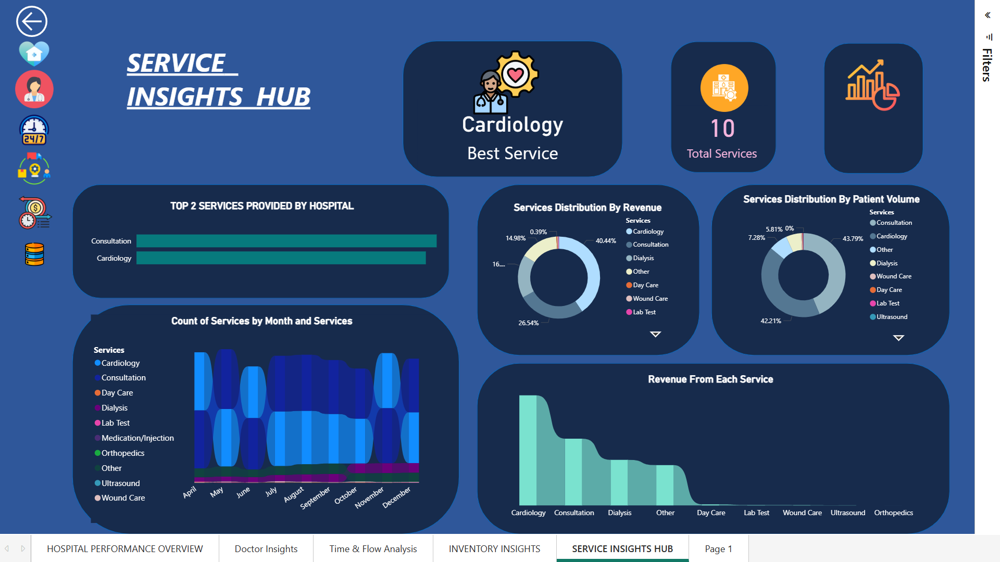 SERVICE
INSIGHTS HUB
24/7
Cardiology
Best Service
10
Total Services
Filters
TOP 2 SERVICES PROVIDED BY HOSPITAL
Consultation
Cardiology
Services Distribution By Revenue
Services
Cardiology
Consultation
Dialysis
Other
Day Care
Wound Care
Lab Test
0.39%
14.98%
40.44%
16....
26.54%
Services Distribution By Patient Volume
Services
Consultation
Cardiology
Other
Dialysis
Wound Care
Day Care
Lab Test
Ultrasound
5.81% 0%
7.28%
43.79%
42.21%
Count of Services by Month and Services
Services
Cardiology
Consultation
Day Care
Dialysis
Lab Test
Medication/Injection
Orthopedics
Other
Ultrasound
Wound Care
April
May
June
July
August
September
October
November
December
Revenue From Each Service
Cardiology
Consultation
Dialysis
Other
Day Care
Lab Test
Wound Care
Ultrasound
Orthopedics
HOSPITAL PERFORMANCE OVERVIEW
Doctor Insights
Time & Flow Analysis
INVENTORY INSIGHTS
SERVICE INSIGHTS HUB
Page 1